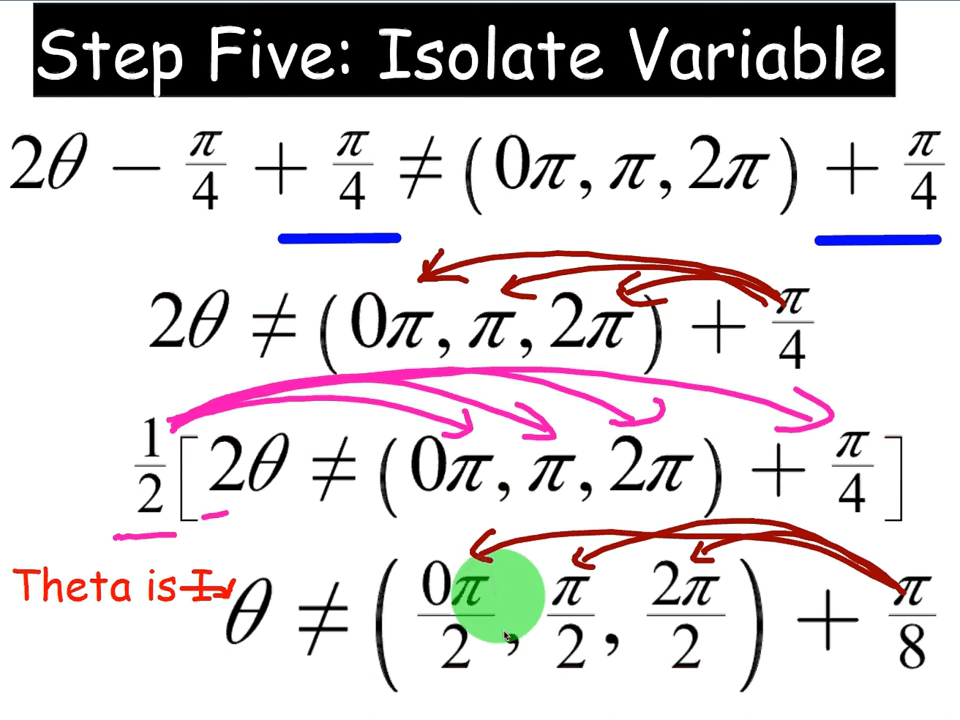 Step Five: Isolate Variable
2θ − π/4 + π/4 ≠ (0π, π, 2π) + π/4
2θ ≠ (0π, π, 2π) + π/4
1/2 [2θ ≠ (0π, π, 2π) + π/4]
Theta is I
θ ≠ (0π/2, π/2, 2π/2) + π/8